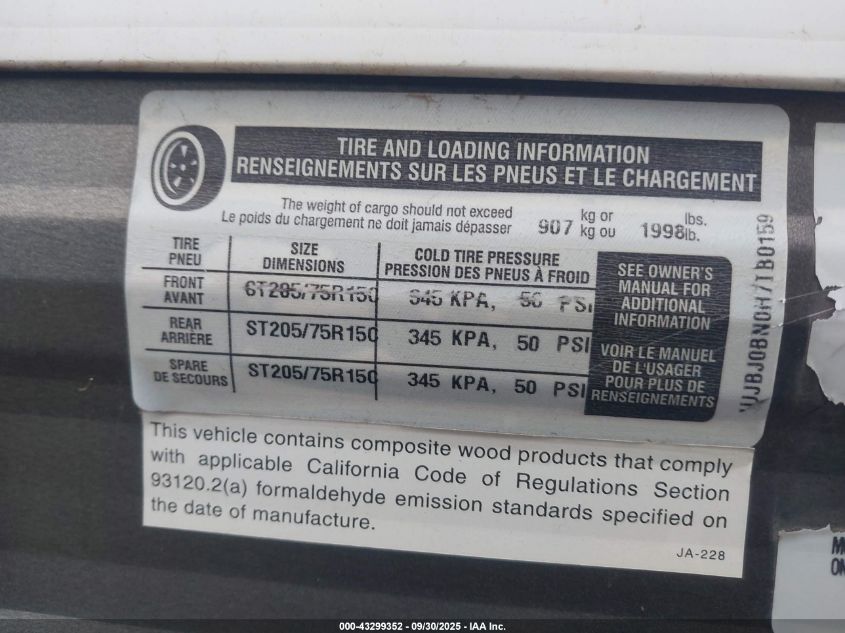 TIRE AND LOADING INFORMATION
RENSEIGNEMENTS SUR LES PNEUS ET LE CHARGEMENT
The weight of cargo should not exceed 907 kg or 1998 lbs.
Le poids du chargement ne doit jamais dépasser kg ou lb.
TIRE SIZE COLD TIRE PRESSURE
PNEU DIMENSIONS PRESSION DES PNEUS À FROID
FRONT
AVANT 345 KPA, 50 PSI
REAR
ARRIÈRE ST205/75R15C 345 KPA, 50 PSI
SPARE
DE SECOURS ST205/75R15C 345 KPA, 50 PSI
SEE OWNER'S
MANUAL FOR
ADDITIONAL
INFORMATION
VOIR LE MANUEL
DE L'USAGER
POUR PLUS DE
RENSEIGNEMENTS
This vehicle contains composite wood products that comply
with applicable California Code of Regulations Section
93120.2(a) formaldehyde emission standards specified on
the date of manufacture.
JA-228
000-43299352 - 09/30/2025 - IAA Inc.